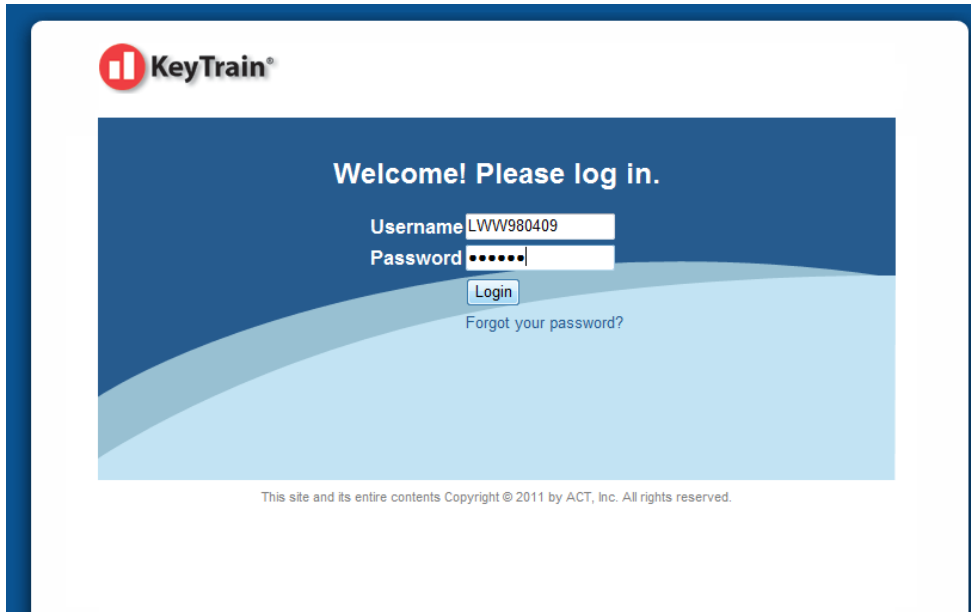 KeyTrain®
Welcome! Please log in.
Username LWW980409
Password ••••••
Login
Forgot your password?
This site and its entire contents Copyright © 2011 by ACT, Inc. All rights reserved.